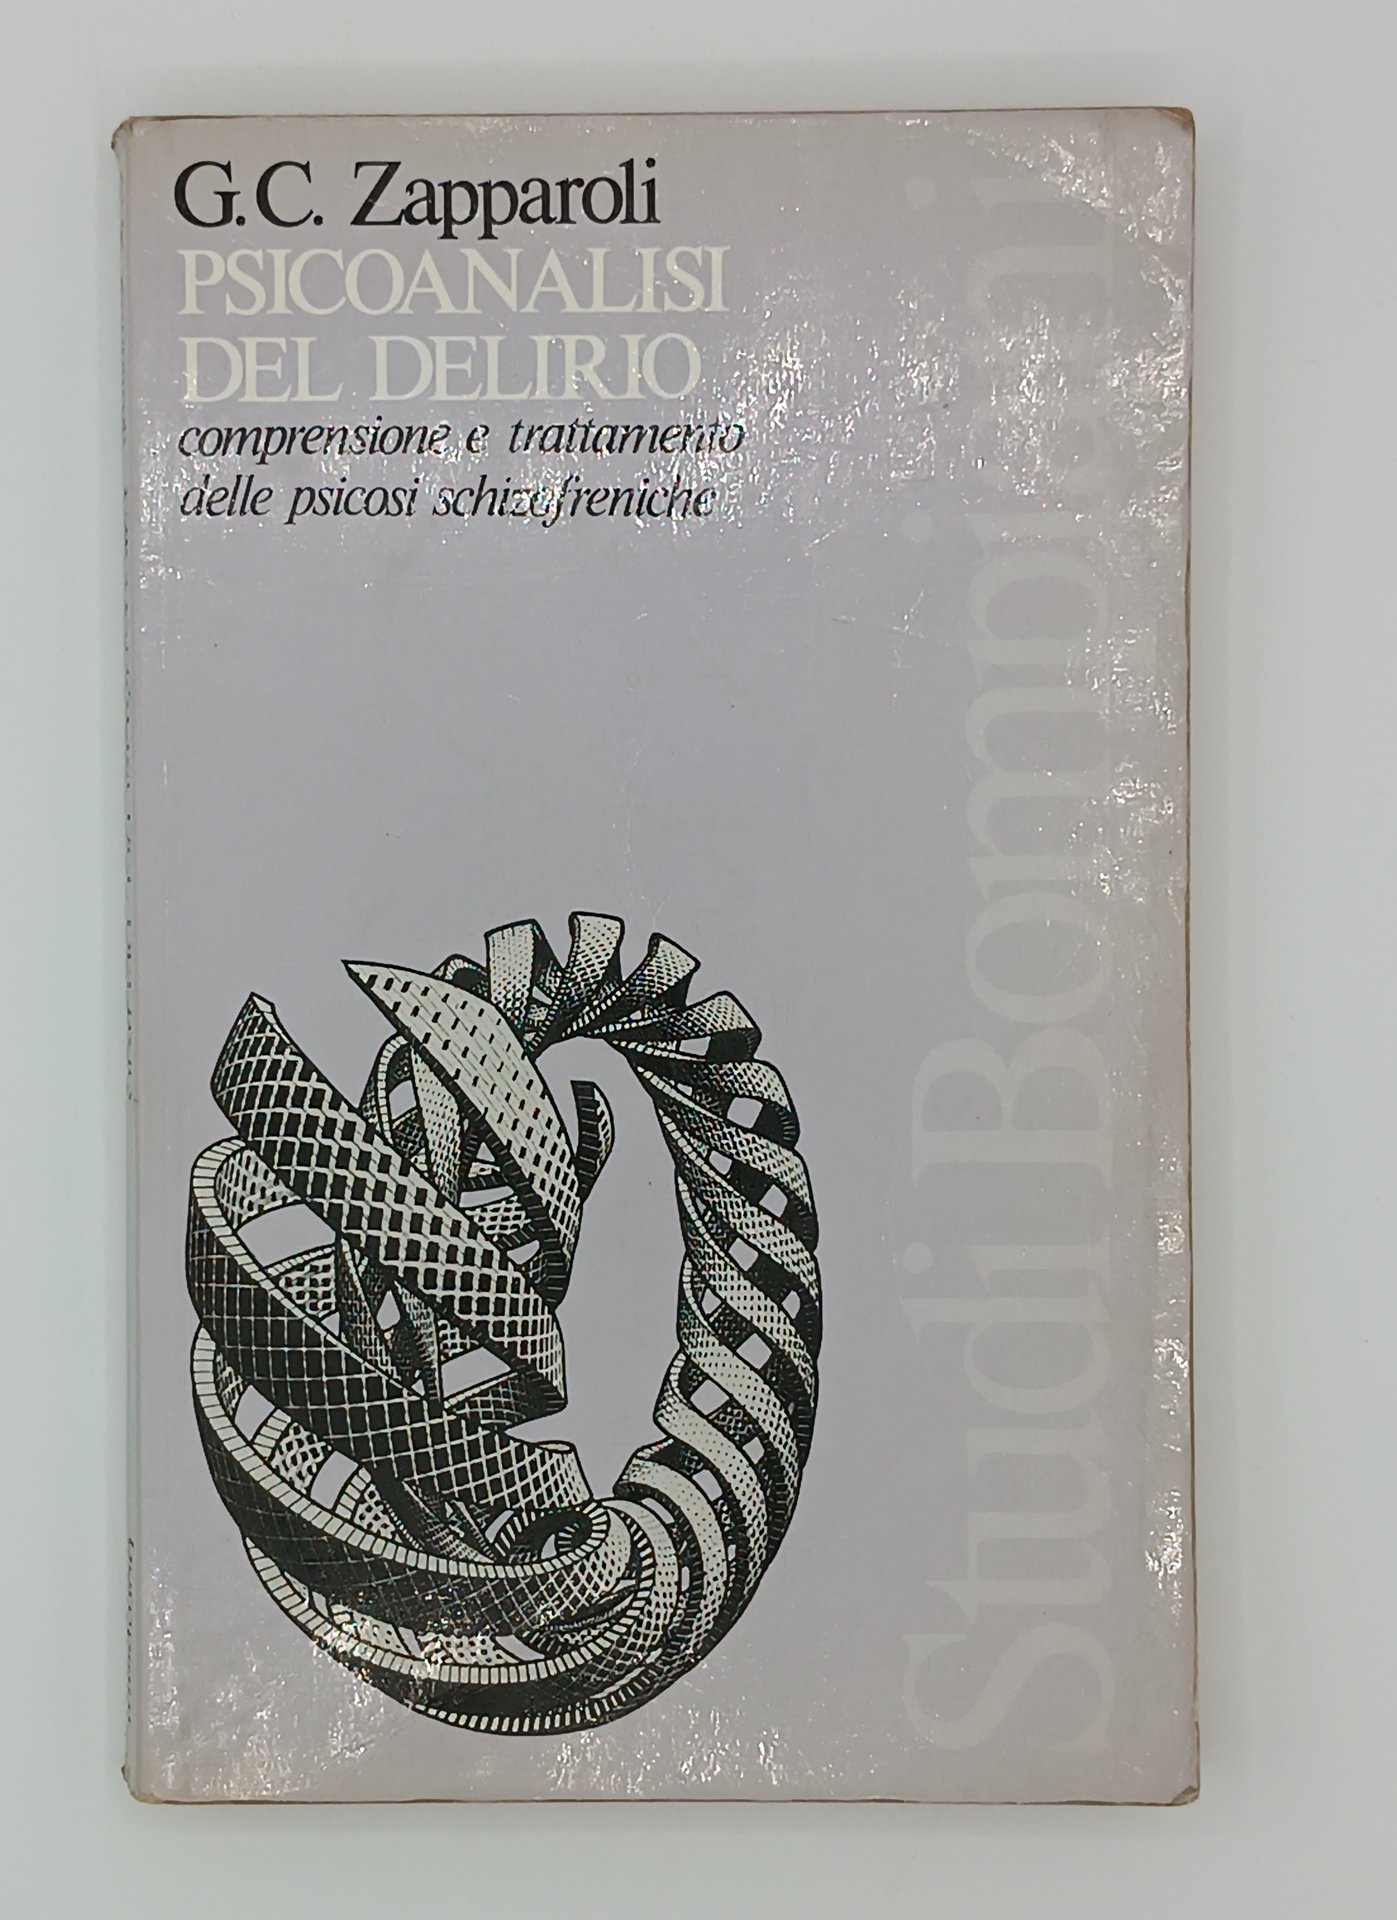 G.C. Zapparoli
PSICOANALISI
DEL DELIRIO
comprensione e trattamento
delle psicosi schizofreniche
Studi Bompiani